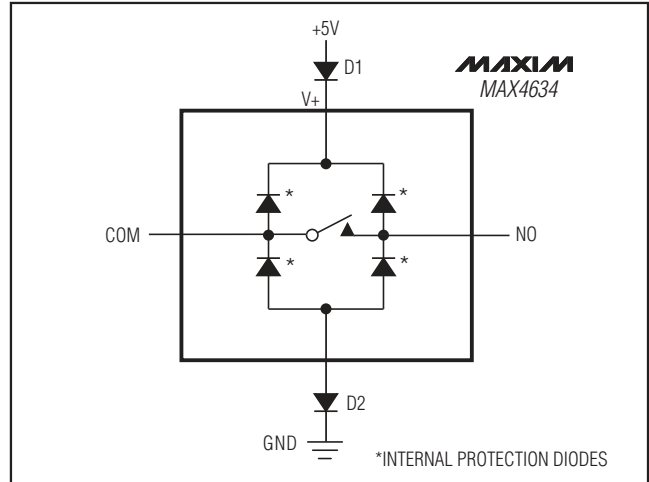 +5V
D1
MAXIM
MAX4634
V+
*
*
COM
NO
*
*
D2
GND
*INTERNAL PROTECTION DIODES